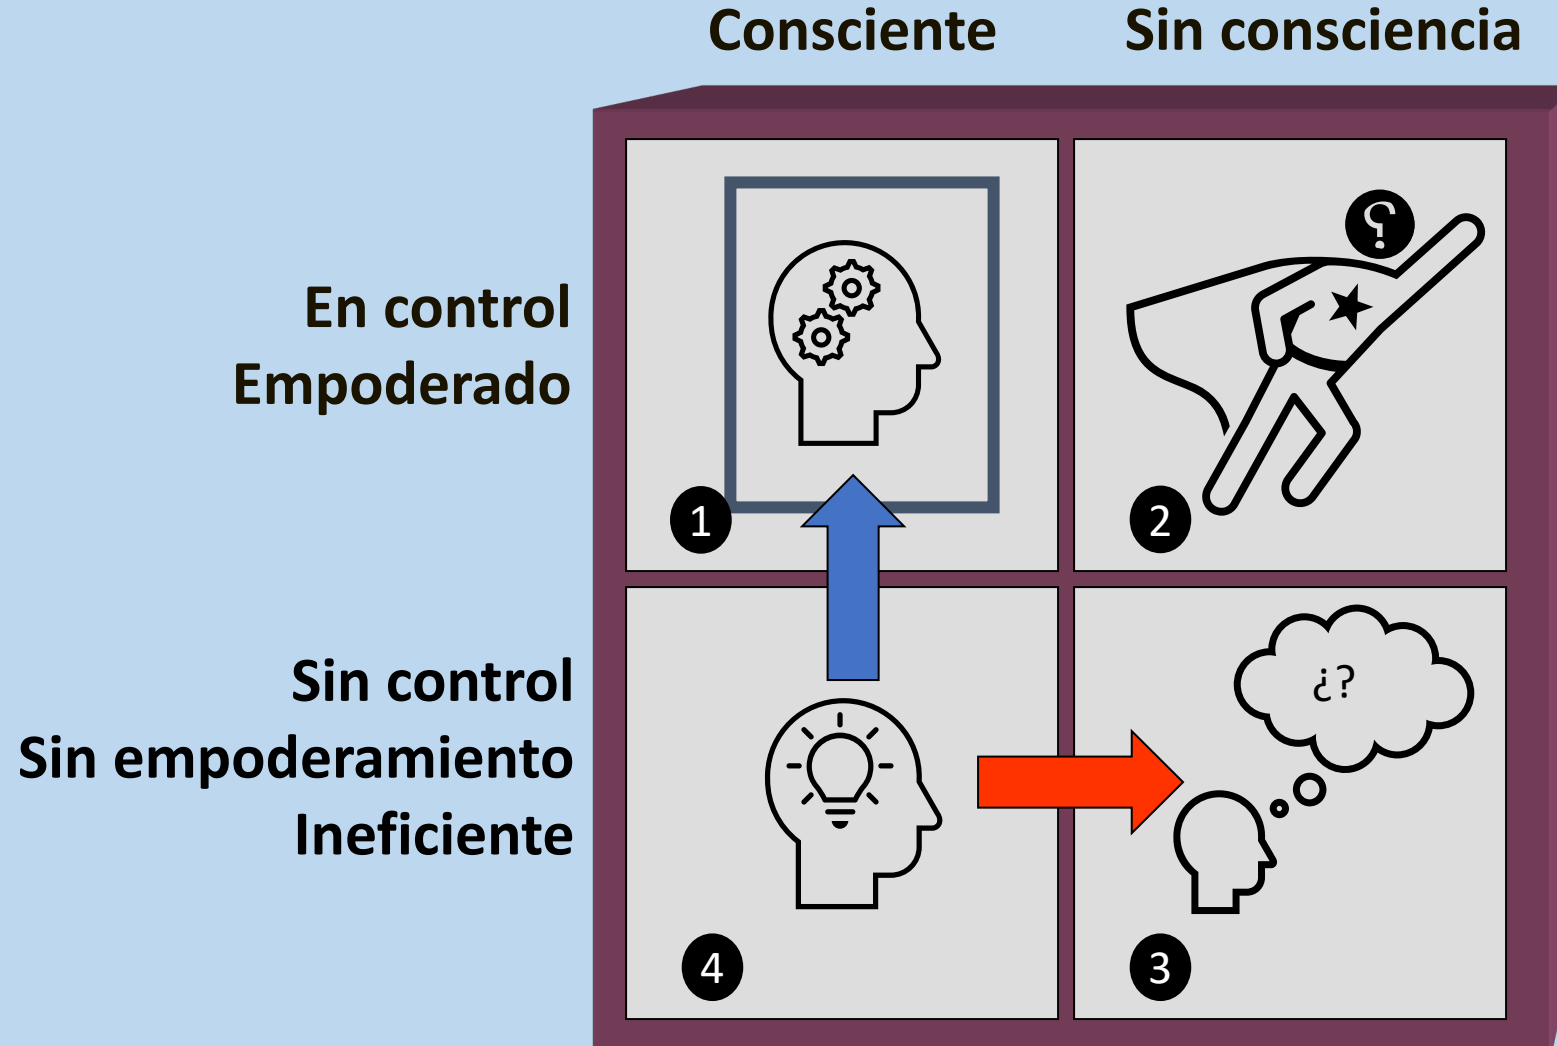 Consciente
Sin consciencia
En control
Empoderado
?
1
2
Sin control
Sin empoderamiento
Ineficiente
¿?
4
3